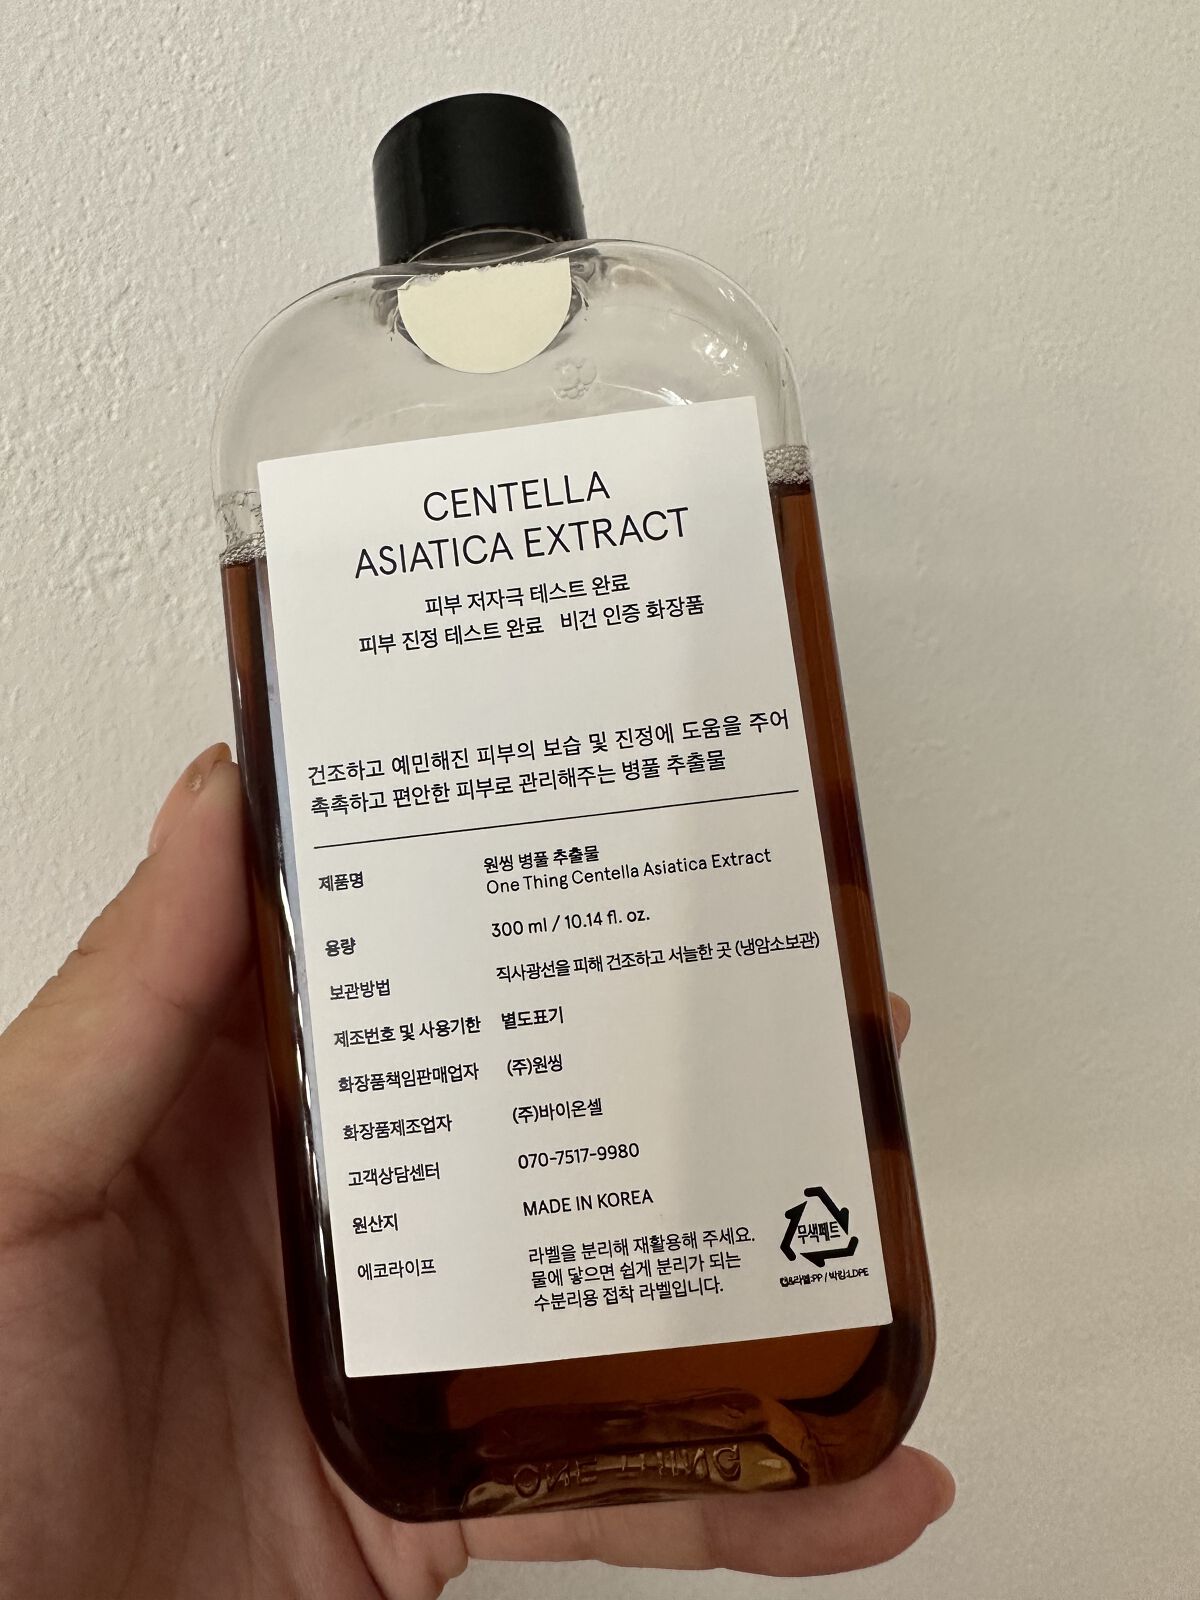 CENTELLA
ASIATICA EXTRACT
피부 저자극 테스트 완료
피부 진정 테스트 완료 비건 인증 화장품
건조하고 예민해진 피부의 보습 및 진정에 도움을 주어
촉촉하고 편안한 피부로 관리해주는 병풀 추출물
제품명 원씽 병풀 추출물
One Thing Centella Asiatica Extract
용량 300 ml / 10.14 fl. oz.
보관방법 직사광선을 피해 건조하고 서늘한 곳 (냉암소보관)
제조번호 및 사용기한 별도표기
화장품책임판매업자 (주)원씽
화장품제조업자 (주)바이온셀
고객상담센터 070-7517-9980
원산지 MADE IN KOREA
에코라이프 라벨을 분리해 재활용해 주세요.
물에 닿으면 쉽게 분리가 되는
수분리용 접착 라벨입니다.
무색페트
캡&라벨:PP / 박킹:LDPE
ONE THING